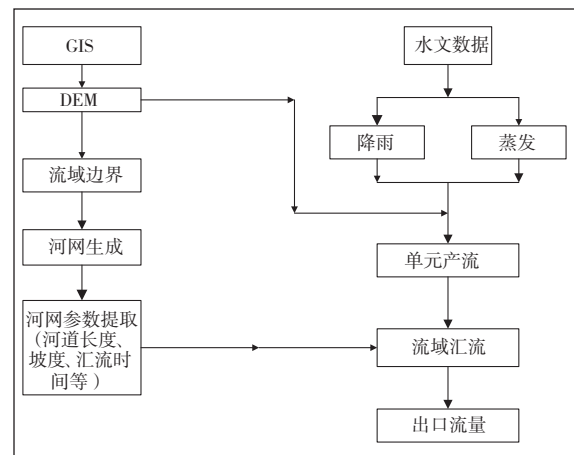 GIS
DEM
流域边界
河网生成
河网参数提取
(河道长度、
坡度、汇流时
间等)
水文数据
降雨
蒸发
单元产流
流域汇流
出口流量